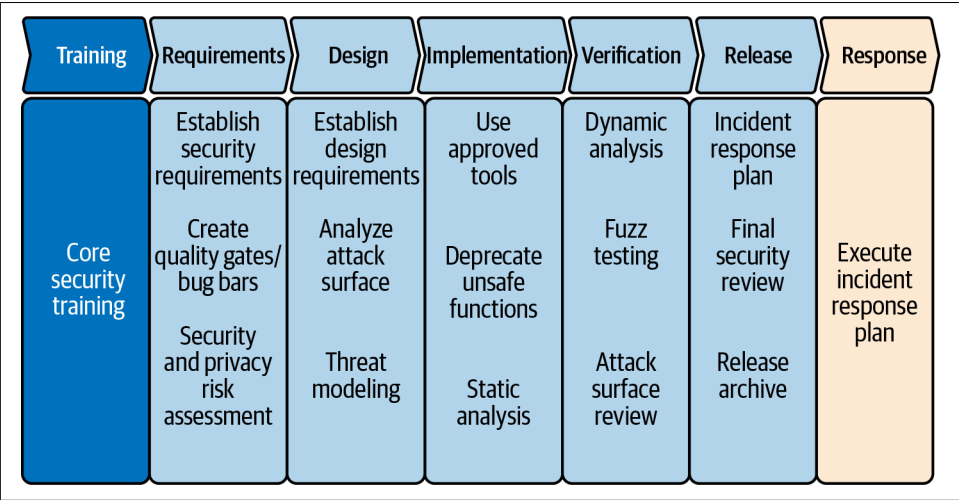 Training
Requirements
Design
Implementation
Verification
Release
Response
Core
security
training
Establish
security
requirements
Create
quality gates/
bug bars
Security
and privacy
risk
assessment
Establish
design
requirements
Analyze
attack
surface
Threat
modeling
Use
approved
tools
Deprecate
unsafe
functions
Static
analysis
Dynamic
analysis
Fuzz
testing
Attack
surface
review
Incident
response
plan
Final
security
review
Release
archive
Execute
incident
response
plan